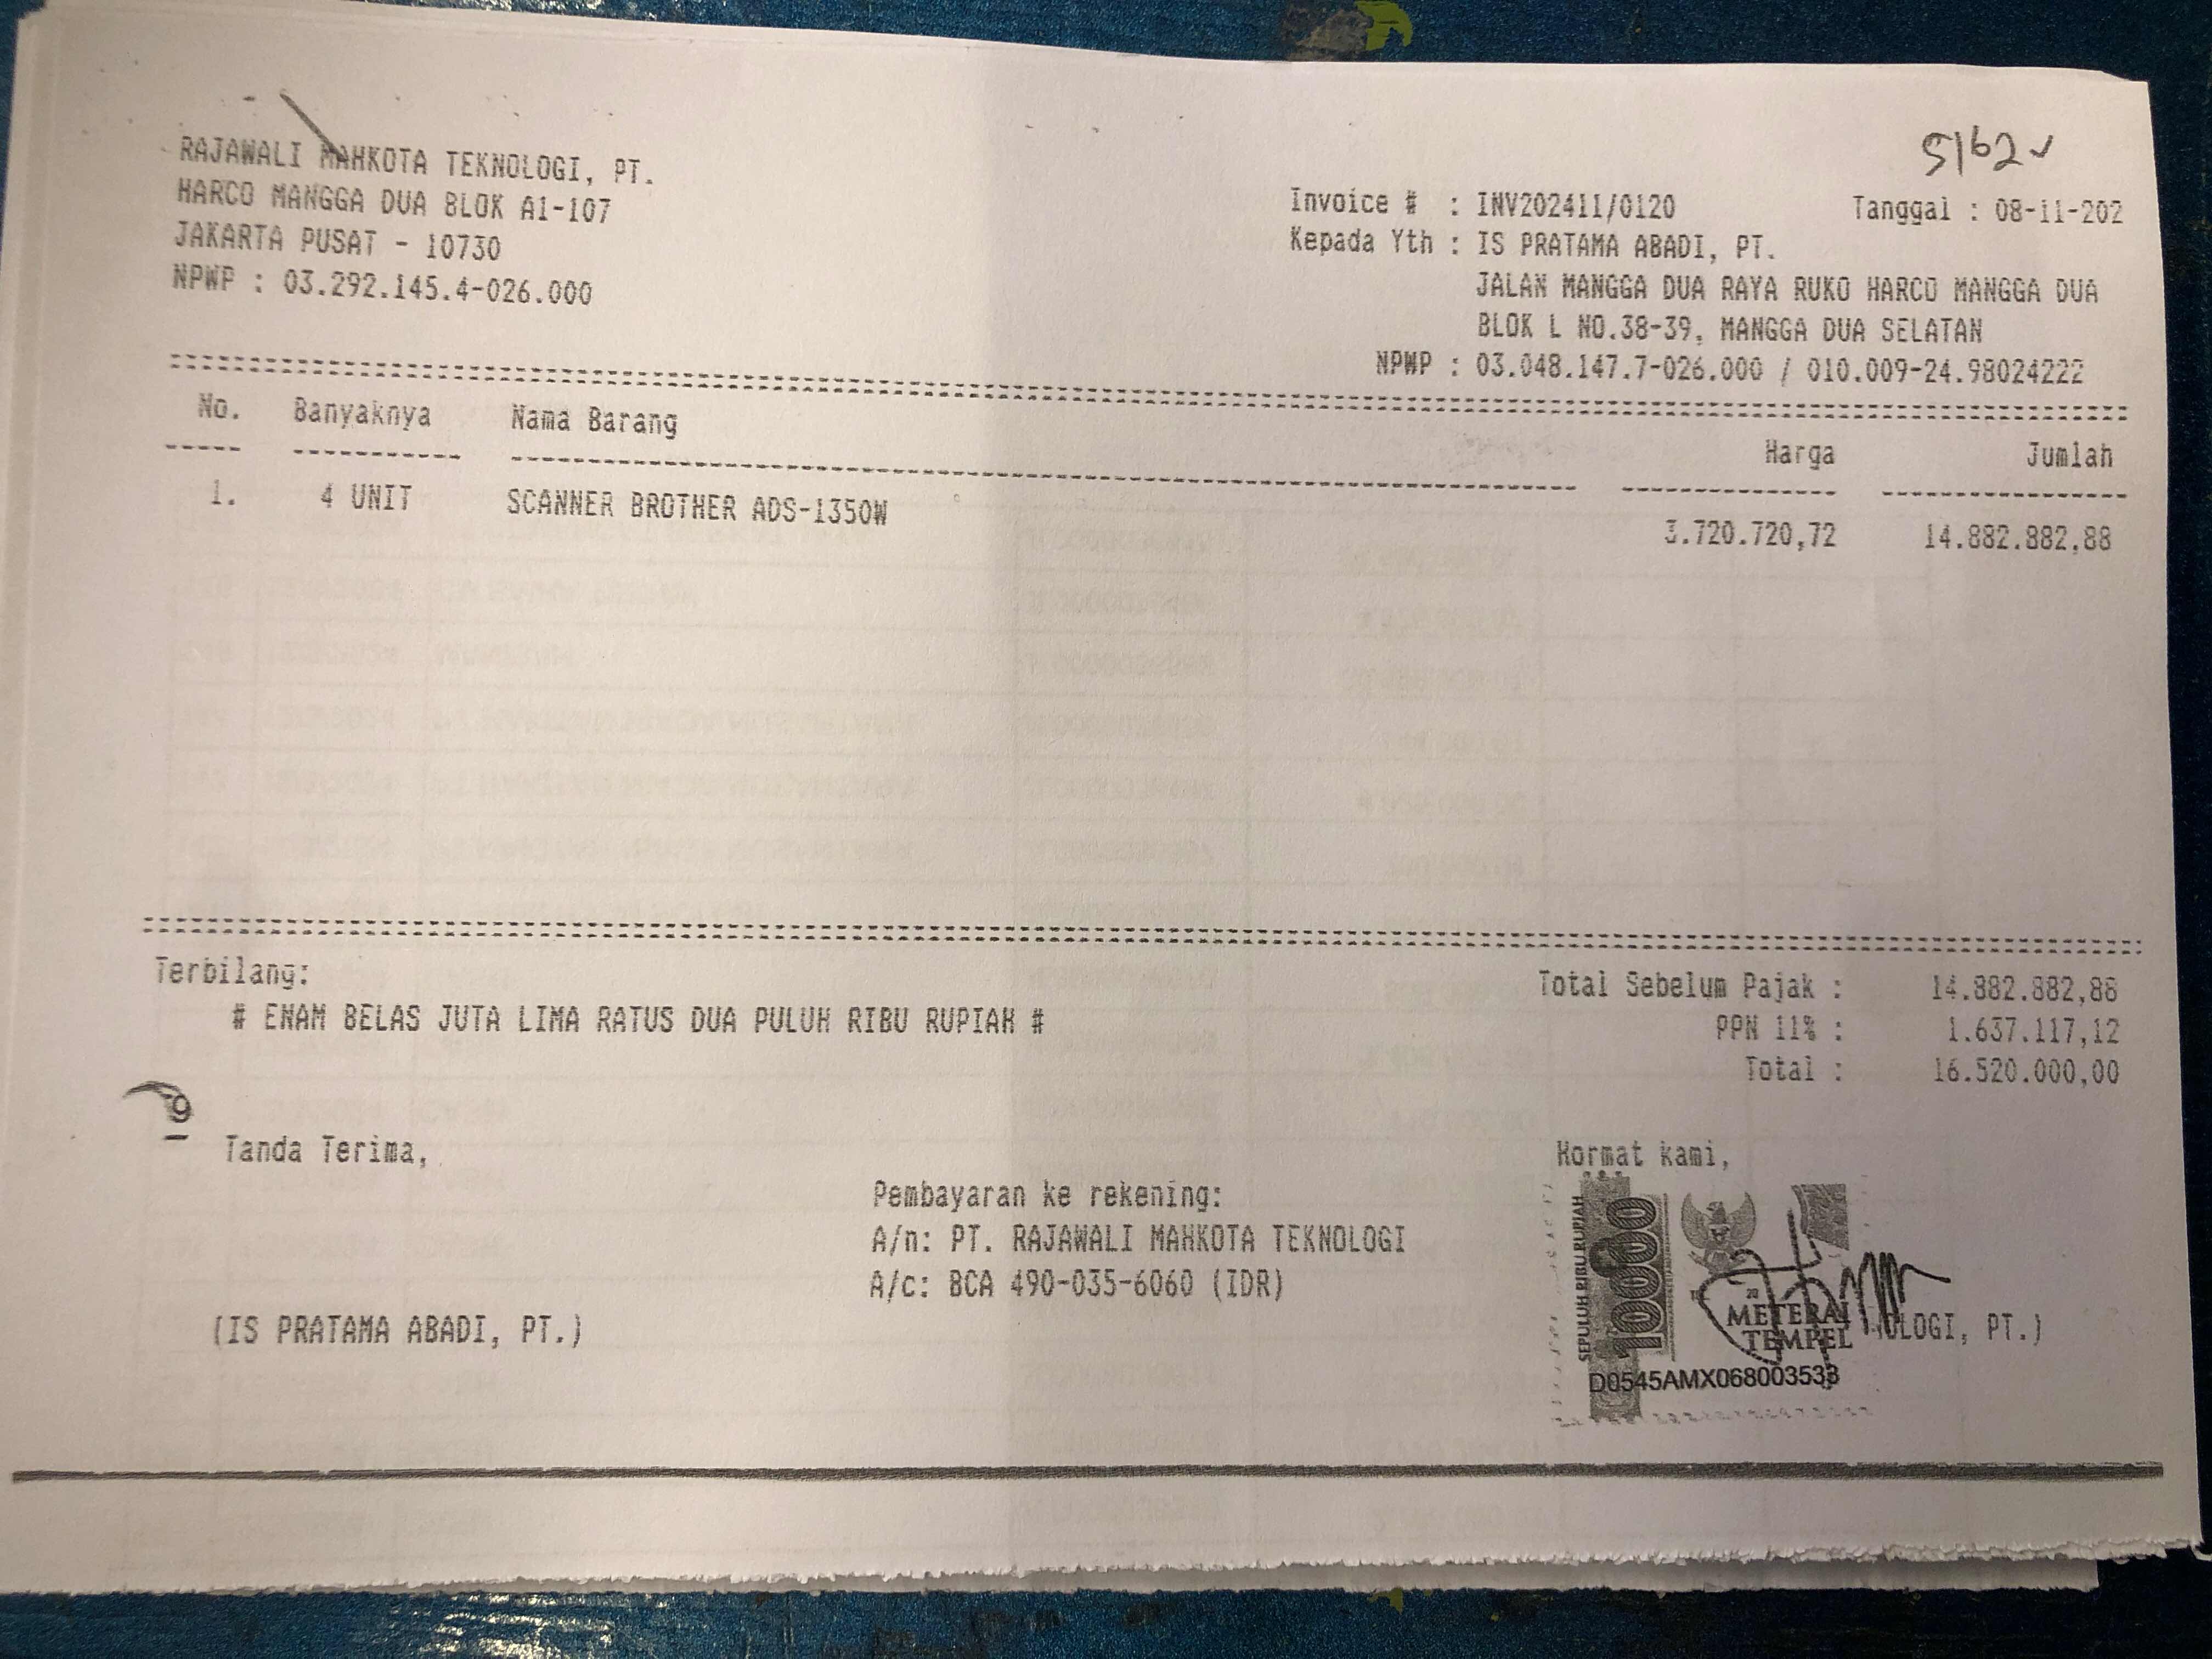 5162
RAJAWALI MAHKOTA TEKNOLOGI, PT.
HARCO MANGGA DUA BLOK A1-107
JAKARTA PUSAT - 10730
NPWP : 03.292.145.4-026.000
Invoice # : INV202411/0120 Tanggal : 08-11-202
Kepada Yth : IS PRATAMA ABADI, PT.
JALAN MANGGA DUA RAYA RUKO HARCO MANGGA DUA
BLOK L NO.38-39, MANGGA DUA SELATAN
NPWP : 03.048.147.7-026.000 / 010.009-24.98024222
No. Banyaknya Nama Barang Harga Jumlah
1. 4 UNIT SCANNER BROTHER ADS-1350W 3.720.720,72 14.882.882,88
Terbilang:
# ENAM BELAS JUTA LIMA RATUS DUA PULUH RIBU RUPIAH #
Total Sebelum Pajak : 14.882.882,88
PPN 11% : 1.637.117,12
Total : 16.520.000,00
9
Tanda Terima,
(IS PRATAMA ABADI, PT.)
Pembayaran ke rekening:
A/n: PT. RAJAWALI MAHKOTA TEKNOLOGI
A/c: BCA 490-035-6060 (IDR)
Hormat kami,
SEPULUH RIBU RUPIAH
10000
METERAI
TEMPEL
OLOGI, PT.)
D0545AMX068003533